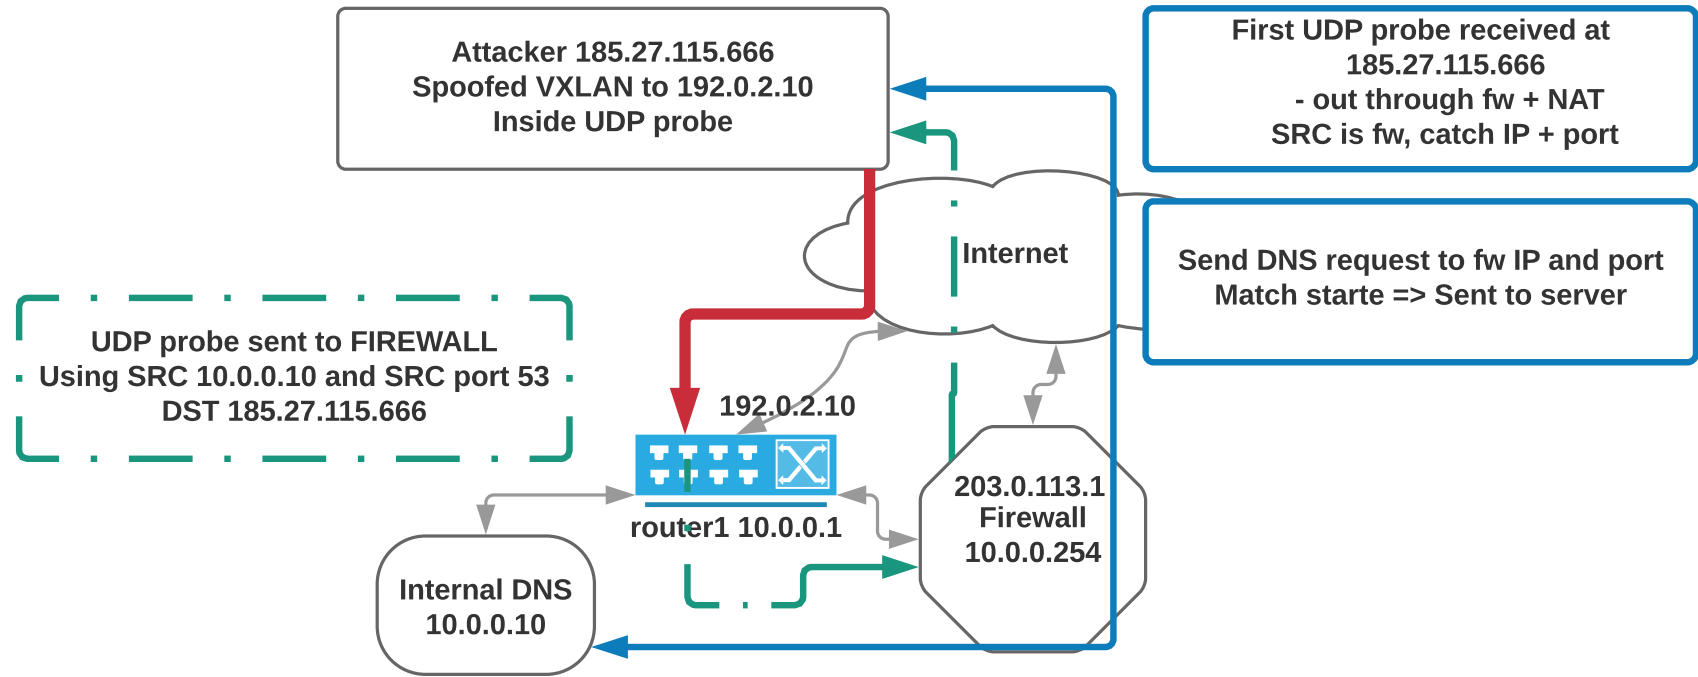 Attacker 185.27.115.666
Spoofed VXLAN to 192.0.2.10
Inside UDP probe
First UDP probe received at
185.27.115.666
- out through fw + NAT
SRC is fw, catch IP + port
Internet
Send DNS request to fw IP and port
Match starte => Sent to server
UDP probe sent to FIREWALL
Using SRC 10.0.0.10 and SRC port 53
DST 185.27.115.666
192.0.2.10
router1 10.0.0.1
203.0.113.1
Firewall
10.0.0.254
Internal DNS
10.0.0.10